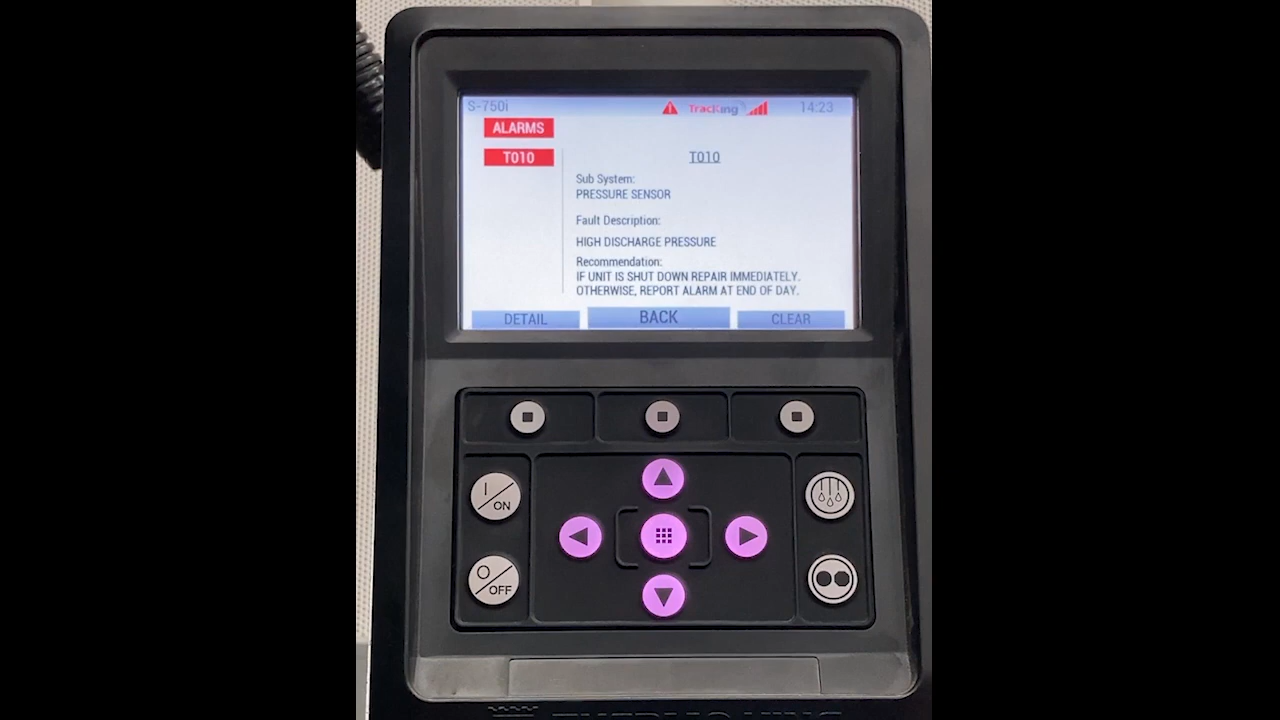 S-750i TracKing 14:23
ALARMS
T010
T010
Sub System:
PRESSURE SENSOR
Fault Description:
HIGH DISCHARGE PRESSURE
Recommendation:
IF UNIT IS SHUT DOWN REPAIR IMMEDIATELY.
OTHERWISE, REPORT ALARM AT END OF DAY.
DETAIL BACK CLEAR
I/ON
O/OFF